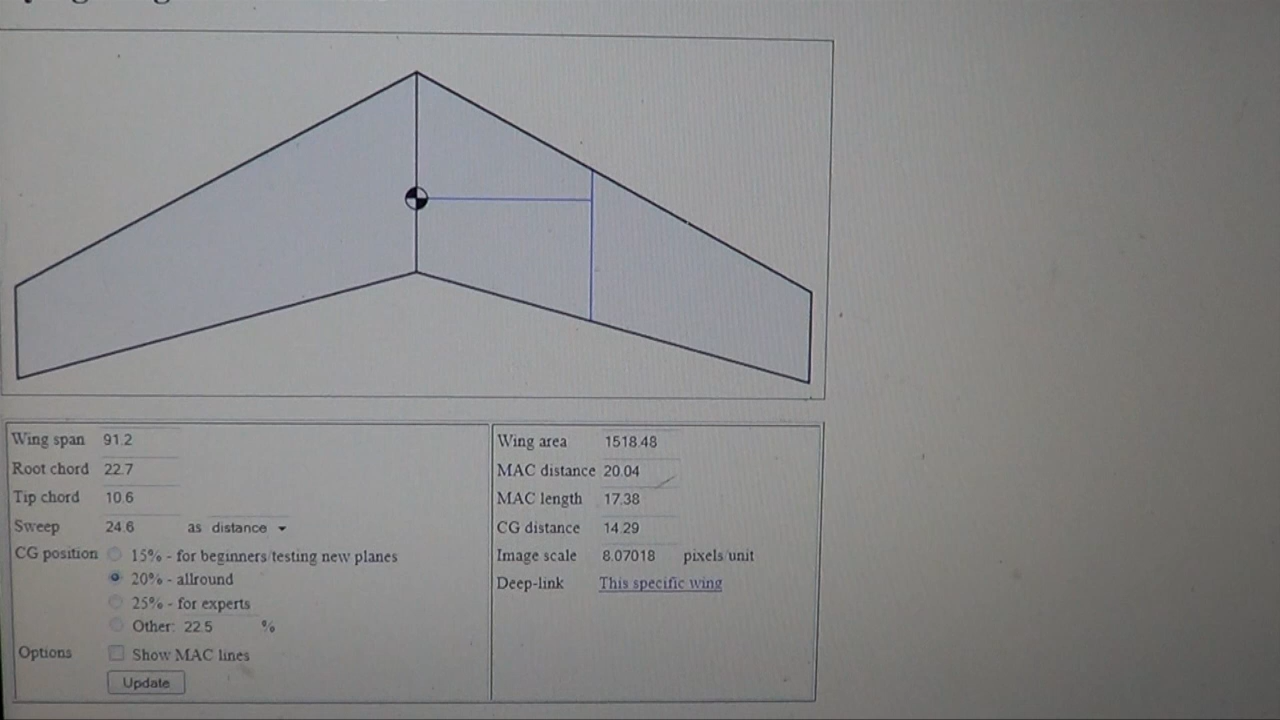 Wing span 91.2
Root chord 22.7
Tip chord 10.6
Sweep 24.6 as distance
CG position 15% - for beginners/testing new planes
20% - allround
25% - for experts
Other: 22.5 %
Options Show MAC lines
Update
Wing area 1518.48
MAC distance 20.04
MAC length 17.38
CG distance 14.29
Image scale 8.07018 pixels/unit
Deep-link This specific wing